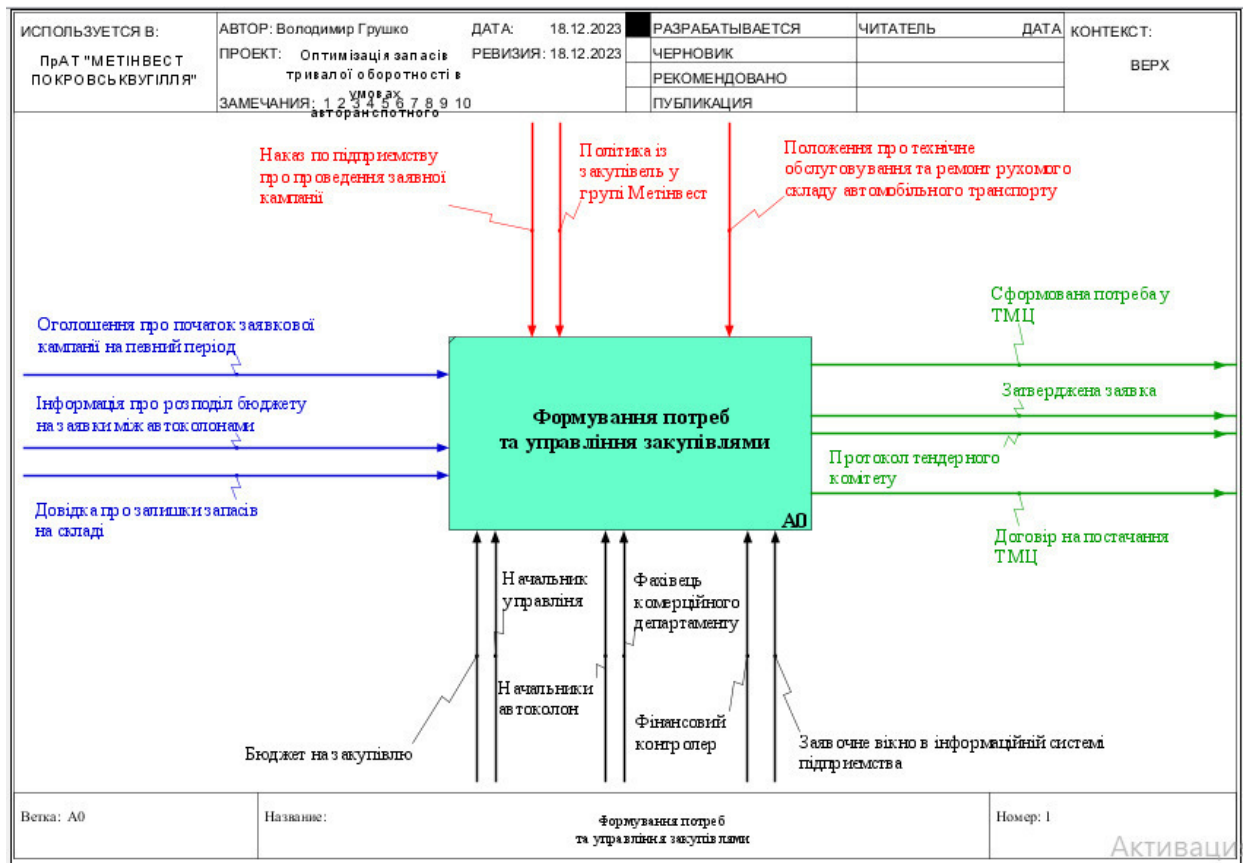 ИСПОЛЬЗУЕТСЯ В:
ПрАТ "МЕТІНВЕСТ
ПОКРОВСЬКВУГІЛЛЯ"
АВТОР: Володимир Грушко
ДАТА: 18.12.2023
ПРОЕКТ: Оптимізація запасів
тривалої оборотності в
умовах
авторанспотного
РЕВИЗИЯ: 18.12.2023
ЗАМЕЧАНИЯ: 1 2 3 4 5 6 7 8 9 10
РАЗРАБАТЫВАЕТСЯ
ЧЕРНОВИК
РЕКОМЕНДОВАНО
ПУБЛИКАЦИЯ
ЧИТАТЕЛЬ ДАТА
КОНТЕКСТ:
ВЕРХ
Наказ по підприємству
про проведення заявної
кампанії
Політика із
закупівель у
групі Метінвест
Положення про технічне
обслуговування та ремонт рухомого
складу автомобільного транспорту
Оголошення про початок заявкової
кампанії на певний період
Інформація про розподіл бюджету
на заявки між автоколонами
Довідка про залишки запасів
на складі
Формування потреб
та управління закупівлями
A0
Сформована потреба у
ТМЦ
Затверджена заявка
Протокол тендерного
комітету
Договір на постачання
ТМЦ
Начальник
управліня
Фахівець
комерційного
департаменту
Начальники
автоколон
Фінансовий
контролер
Бюджет на закупівлю
Заявочне вікно в інформаційній системі
підприємства
Ветка: A0
Название:
Формування потреб
та управління закупівлями
Номер: 1
Активаци